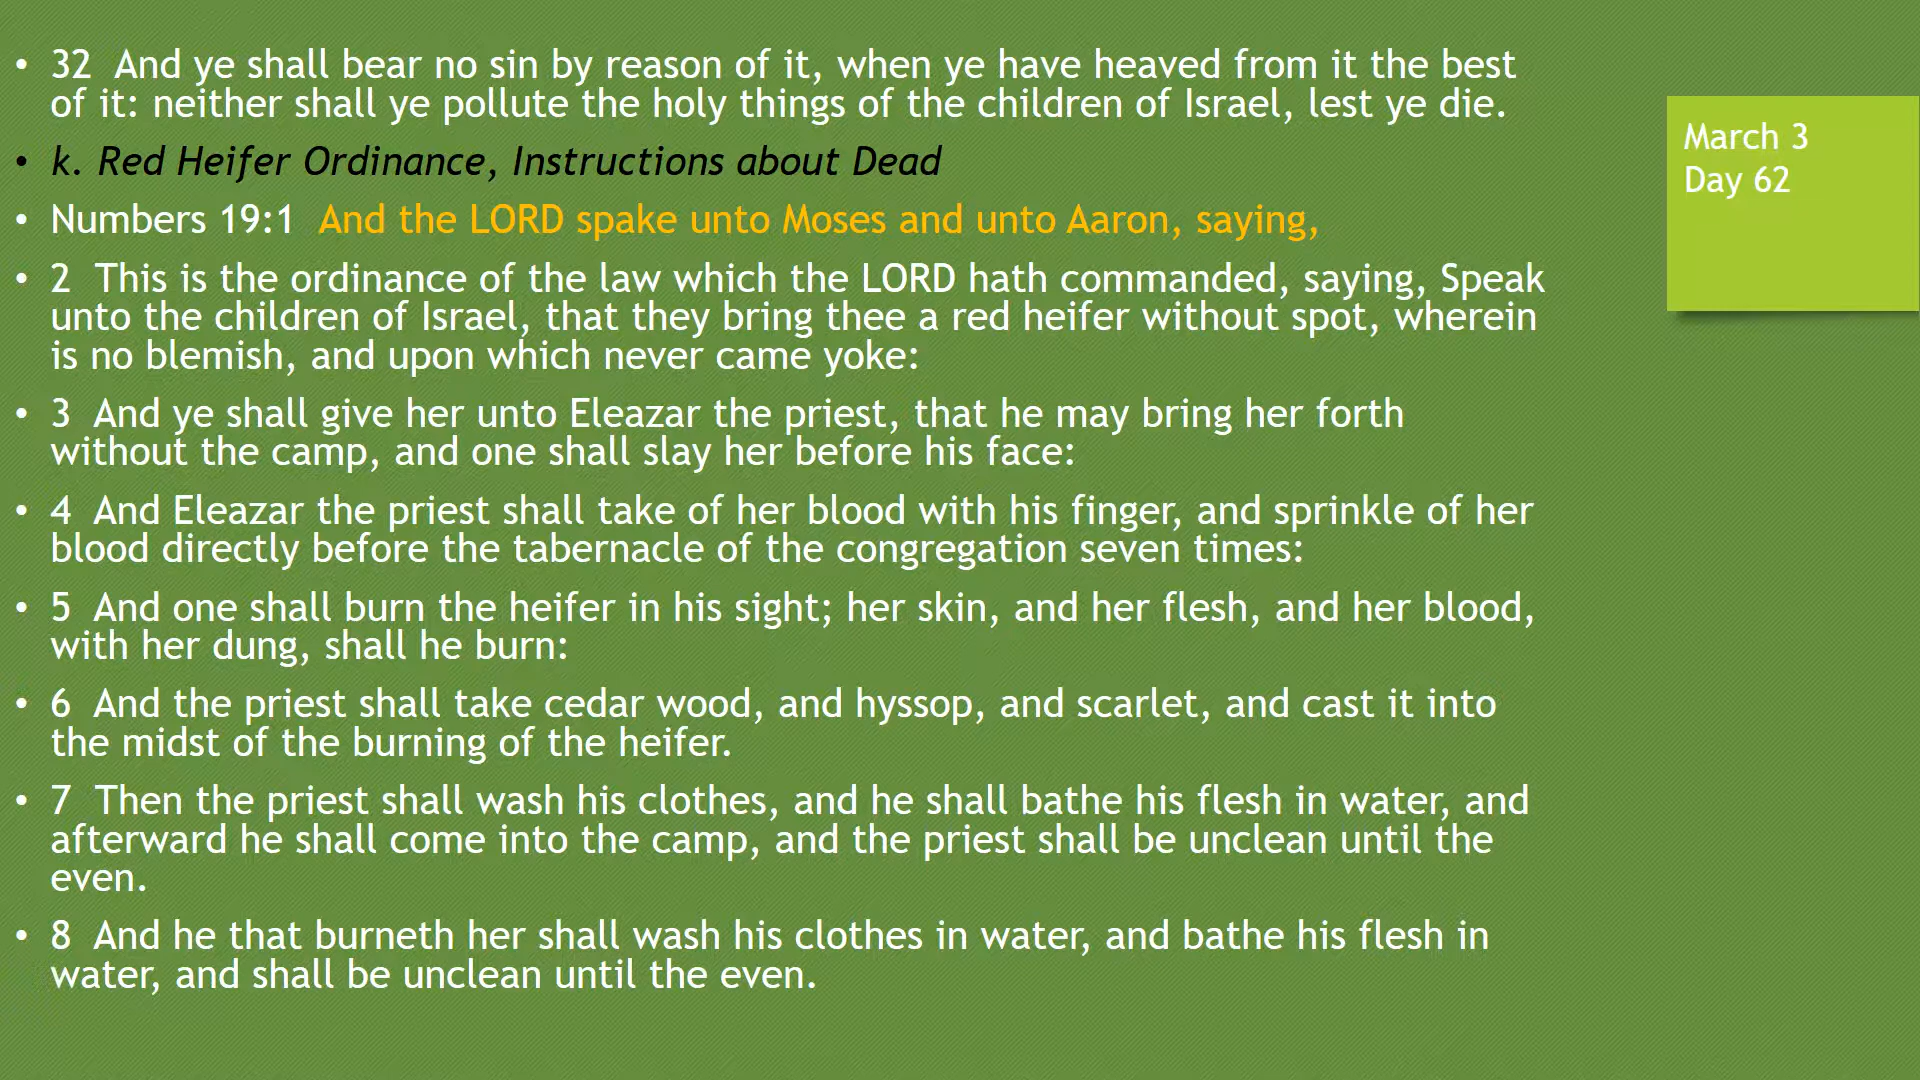 • 32  And ye shall bear no sin by reason of it, when ye have heaved from it the best
of it: neither shall ye pollute the holy things of the children of Israel, lest ye die.
• k. Red Heifer Ordinance, Instructions about Dead
• Numbers 19:1  And the LORD spake unto Moses and unto Aaron, saying,
• 2  This is the ordinance of the law which the LORD hath commanded, saying, Speak
unto the children of Israel, that they bring thee a red heifer without spot, wherein
is no blemish, and upon which never came yoke:
• 3  And ye shall give her unto Eleazar the priest, that he may bring her forth
without the camp, and one shall slay her before his face:
• 4  And Eleazar the priest shall take of her blood with his finger, and sprinkle of her
blood directly before the tabernacle of the congregation seven times:
• 5  And one shall burn the heifer in his sight; her skin, and her flesh, and her blood,
with her dung, shall he burn:
• 6  And the priest shall take cedar wood, and hyssop, and scarlet, and cast it into
the midst of the burning of the heifer.
• 7  Then the priest shall wash his clothes, and he shall bathe his flesh in water, and
afterward he shall come into the camp, and the priest shall be unclean until the
even.
• 8  And he that burneth her shall wash his clothes in water, and bathe his flesh in
water, and shall be unclean until the even.
March 3
Day 62